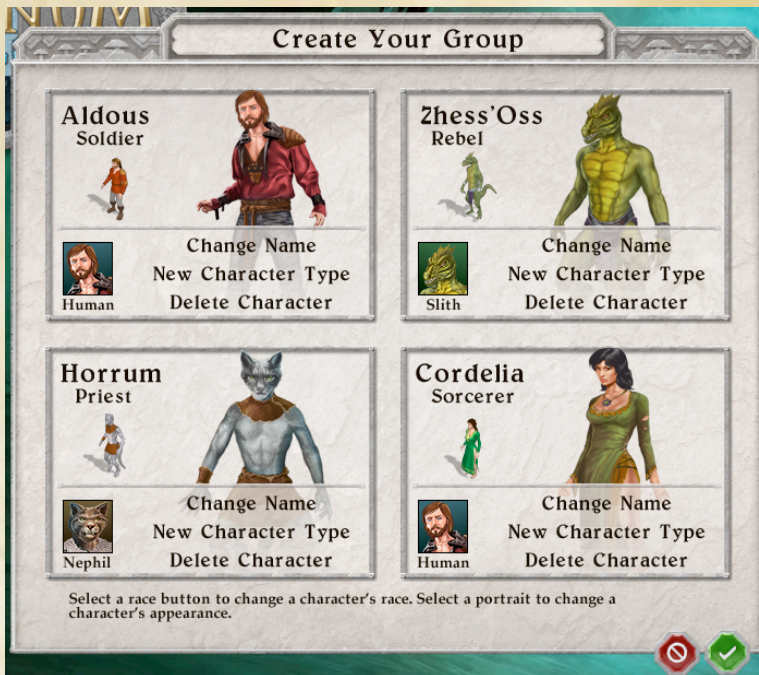 NUM
Create Your Group
Aldous
Soldier
Human
Change Name
New Character Type
Delete Character
Zhess'Oss
Rebel
Slith
Change Name
New Character Type
Delete Character
Horrum
Priest
Nephil
Change Name
New Character Type
Delete Character
Cordelia
Sorcerer
Human
Change Name
New Character Type
Delete Character
Select a race button to change a character's race. Select a portrait to change a
character's appearance.